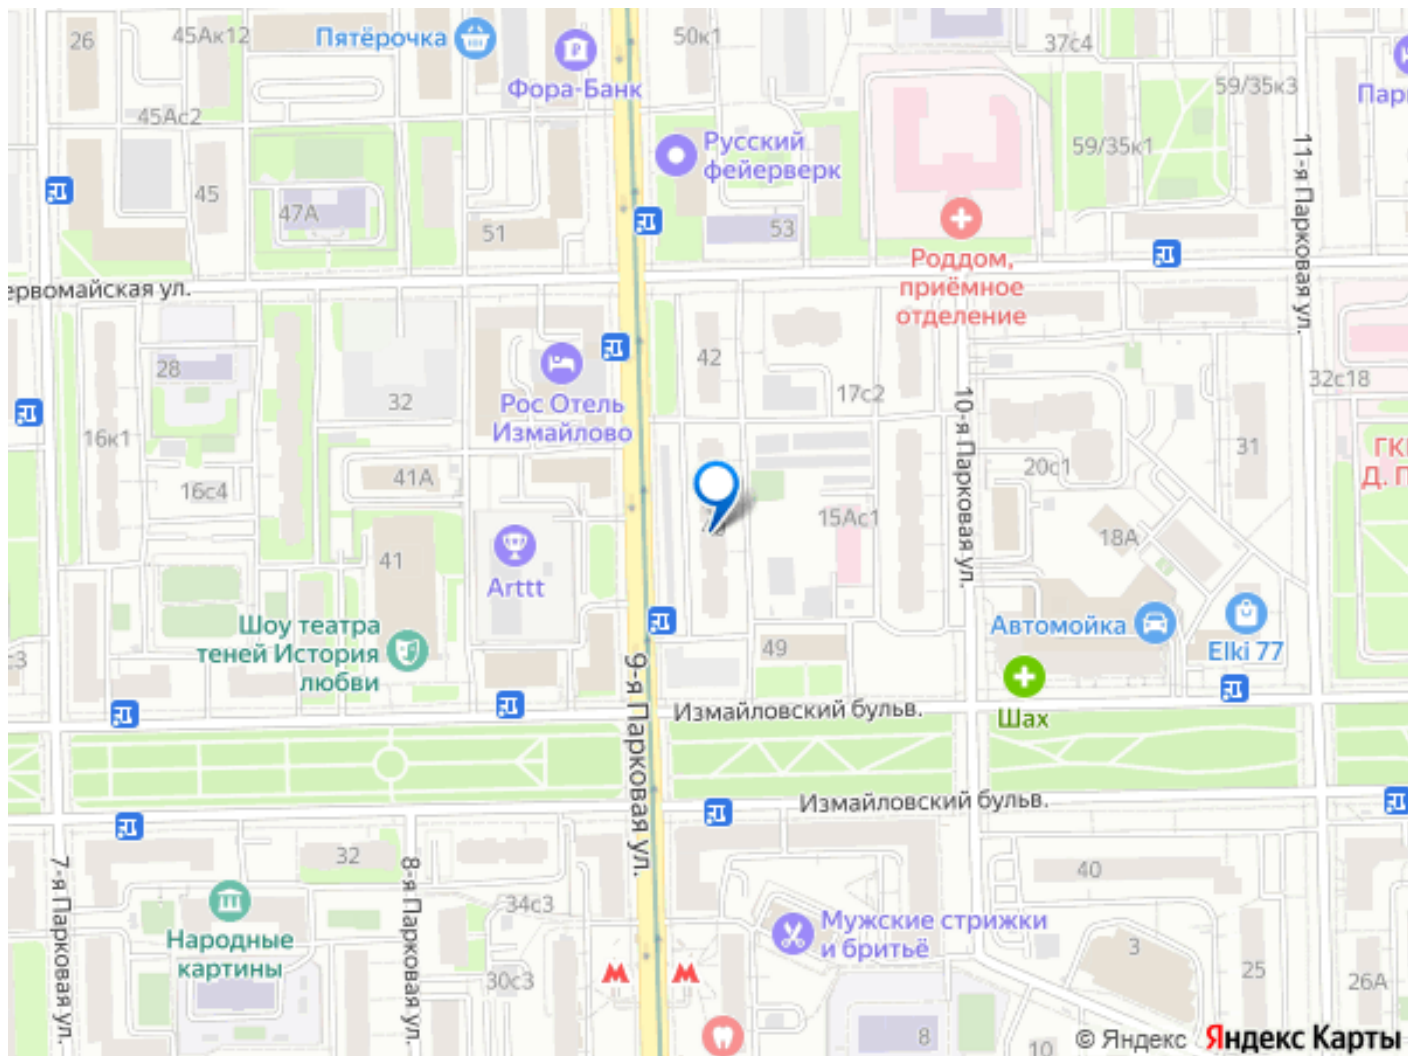 26
45Ак12
Пятёрочка
Фора-Банк
50к1
37с4
59/35к3
45Ас2
Русский
фейерверк
59/35к1
11-я Парковая ул.
45
47А
51
53
Роддом,
приёмное
отделение
ервомайская ул.
28
32
Рос Отель
Измайлово
42
17с2
10-я Парковая ул.
32с18
16к1
16с4
41А
20с1
31
15Ас1
18А
41
Arttt
Шоу театра
теней История
любви
49
Автомойка
Elki 77
Шах
9-я Парковая ул.
Измайловский бульв.
Измайловский бульв.
7-я Парковая ул.
32
8-я Парковая ул.
34с3
40
Народные
картины
30с3
Мужские стрижки
и бритьё
3
25
26А
8
10
© Яндекс Яндекс Карты